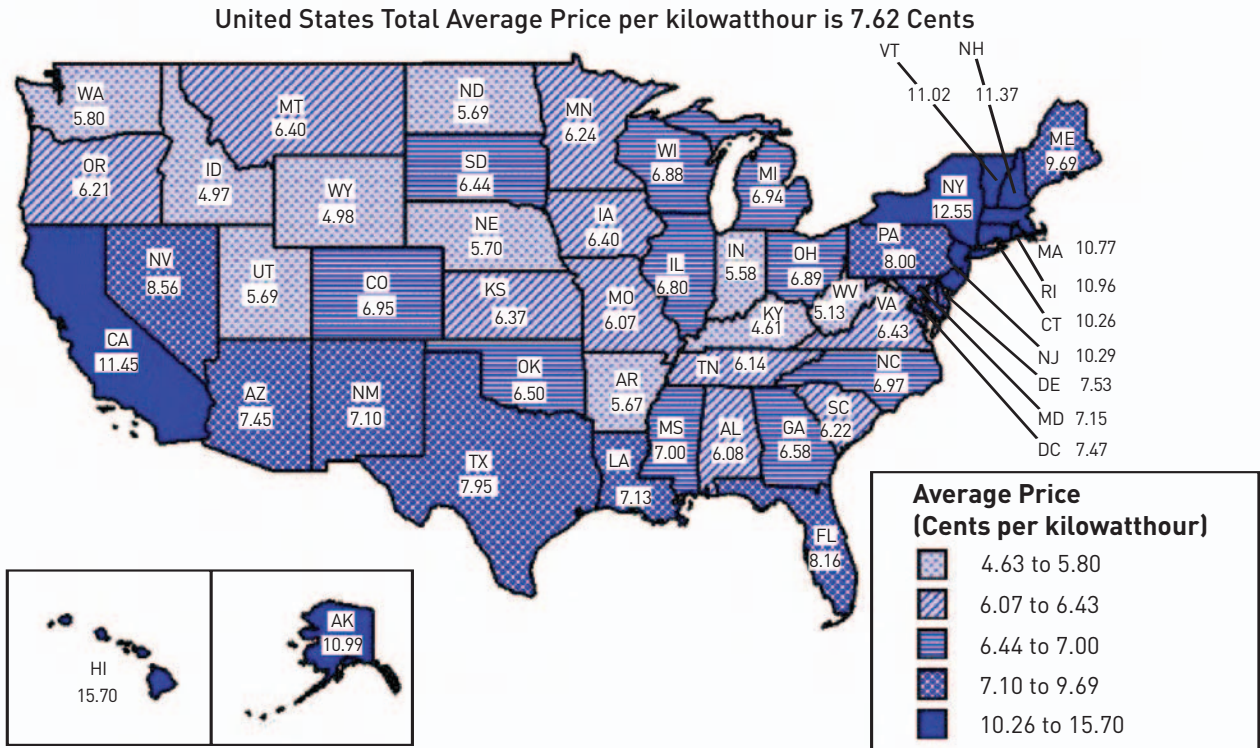 United States Total Average Price per kilowatthour is 7.62 Cents
VT
NH
11.02
11.37
WA
5.80
MT
6.40
ND
5.69
MN
6.24
OR
6.21
ID
4.97
WY
4.98
SD
6.44
WI
6.88
MI
6.94
NY
12.55
ME
9.69
NV
8.56
UT
5.69
CO
6.95
NE
5.70
KS
6.37
IA
6.40
MO
6.07
IL
6.80
IN
5.58
OH
6.89
PA
8.00
WV
5.13
VA
6.43
KY
4.61
MA 10.77
RI 10.96
CT 10.26
NJ 10.29
DE 7.53
MD 7.15
DC 7.47
CA
11.45
AZ
7.45
NM
7.10
OK
6.50
AR
5.67
TN 6.14
NC
6.97
SC
6.22
MS
7.00
AL
6.08
GA
6.58
TX
7.95
LA
7.13
FL
8.16
HI
15.70
AK
10.99
Average Price
(Cents per kilowatthour)
4.63 to 5.80
6.07 to 6.43
6.44 to 7.00
7.10 to 9.69
10.26 to 15.70